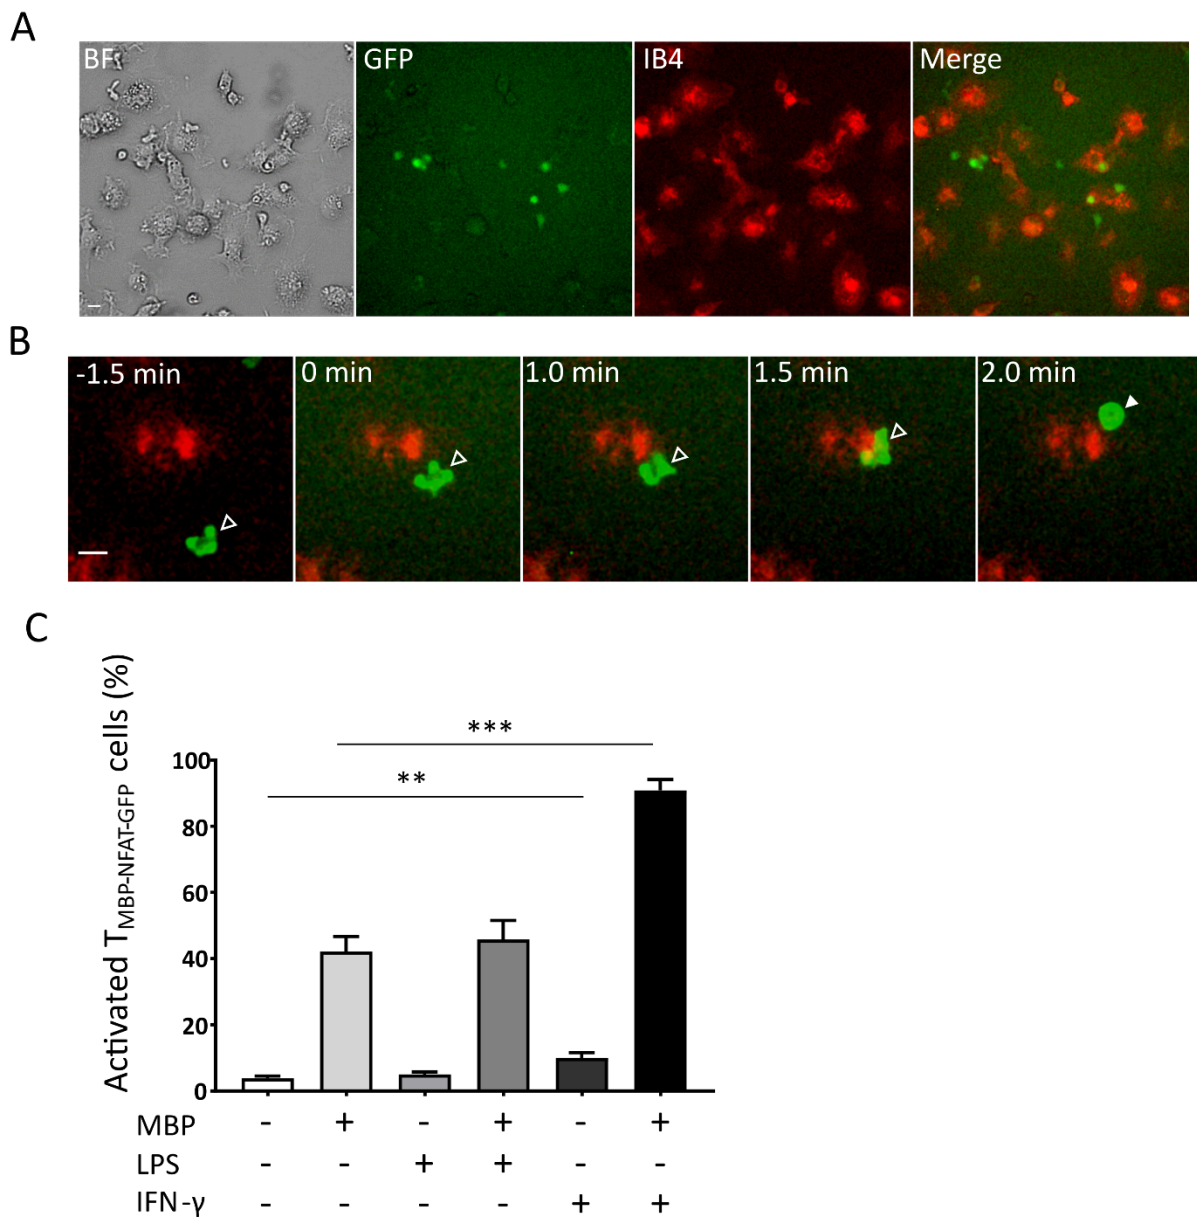 A
BF GFP IB4 Merge
B
-1.5 min 0 min 1.0 min 1.5 min 2.0 min
C
Activated T_MBP-NFAT-GFP cells (%)
***
**
100
80
60
40
20
0
MBP - + - + - +
LPS - - + + - -
IFN-γ - - - - + +